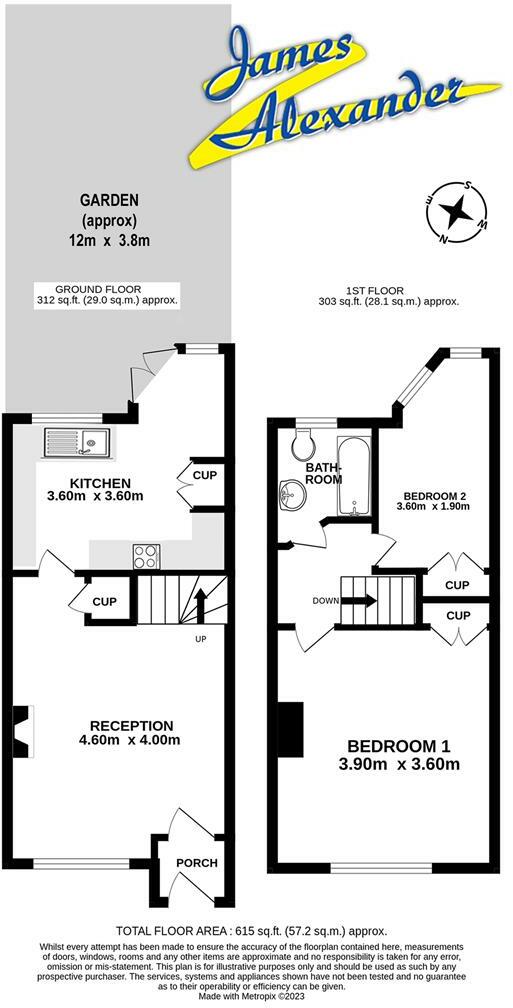 James
Alexander
GARDEN
(approx)
12m x 3.8m
S
E
W
N
GROUND FLOOR
312 sq.ft. (29.0 sq.m.) approx.
1ST FLOOR
303 sq.ft. (28.1 sq.m.) approx.
KITCHEN
3.60m x 3.60m
CUP
CUP
UP
RECEPTION
4.60m x 4.00m
PORCH
BATH-
ROOM
BEDROOM 2
3.60m x 1.90m
CUP
DOWN
CUP
BEDROOM 1
3.90m x 3.60m
TOTAL FLOOR AREA : 615 sq.ft. (57.2 sq.m.) approx.
Whilst every attempt has been made to ensure the accuracy of the floorplan contained here, measurements
of doors, windows, rooms and any other items are approximate and no responsibility is taken for any error,
omission or mis-statement. This plan is for illustrative purposes only and should be used as such by any
prospective purchaser. The services, systems and appliances shown have not been tested and no guarantee
as to their operability or efficiency can be given.
Made with Metropix ©2023